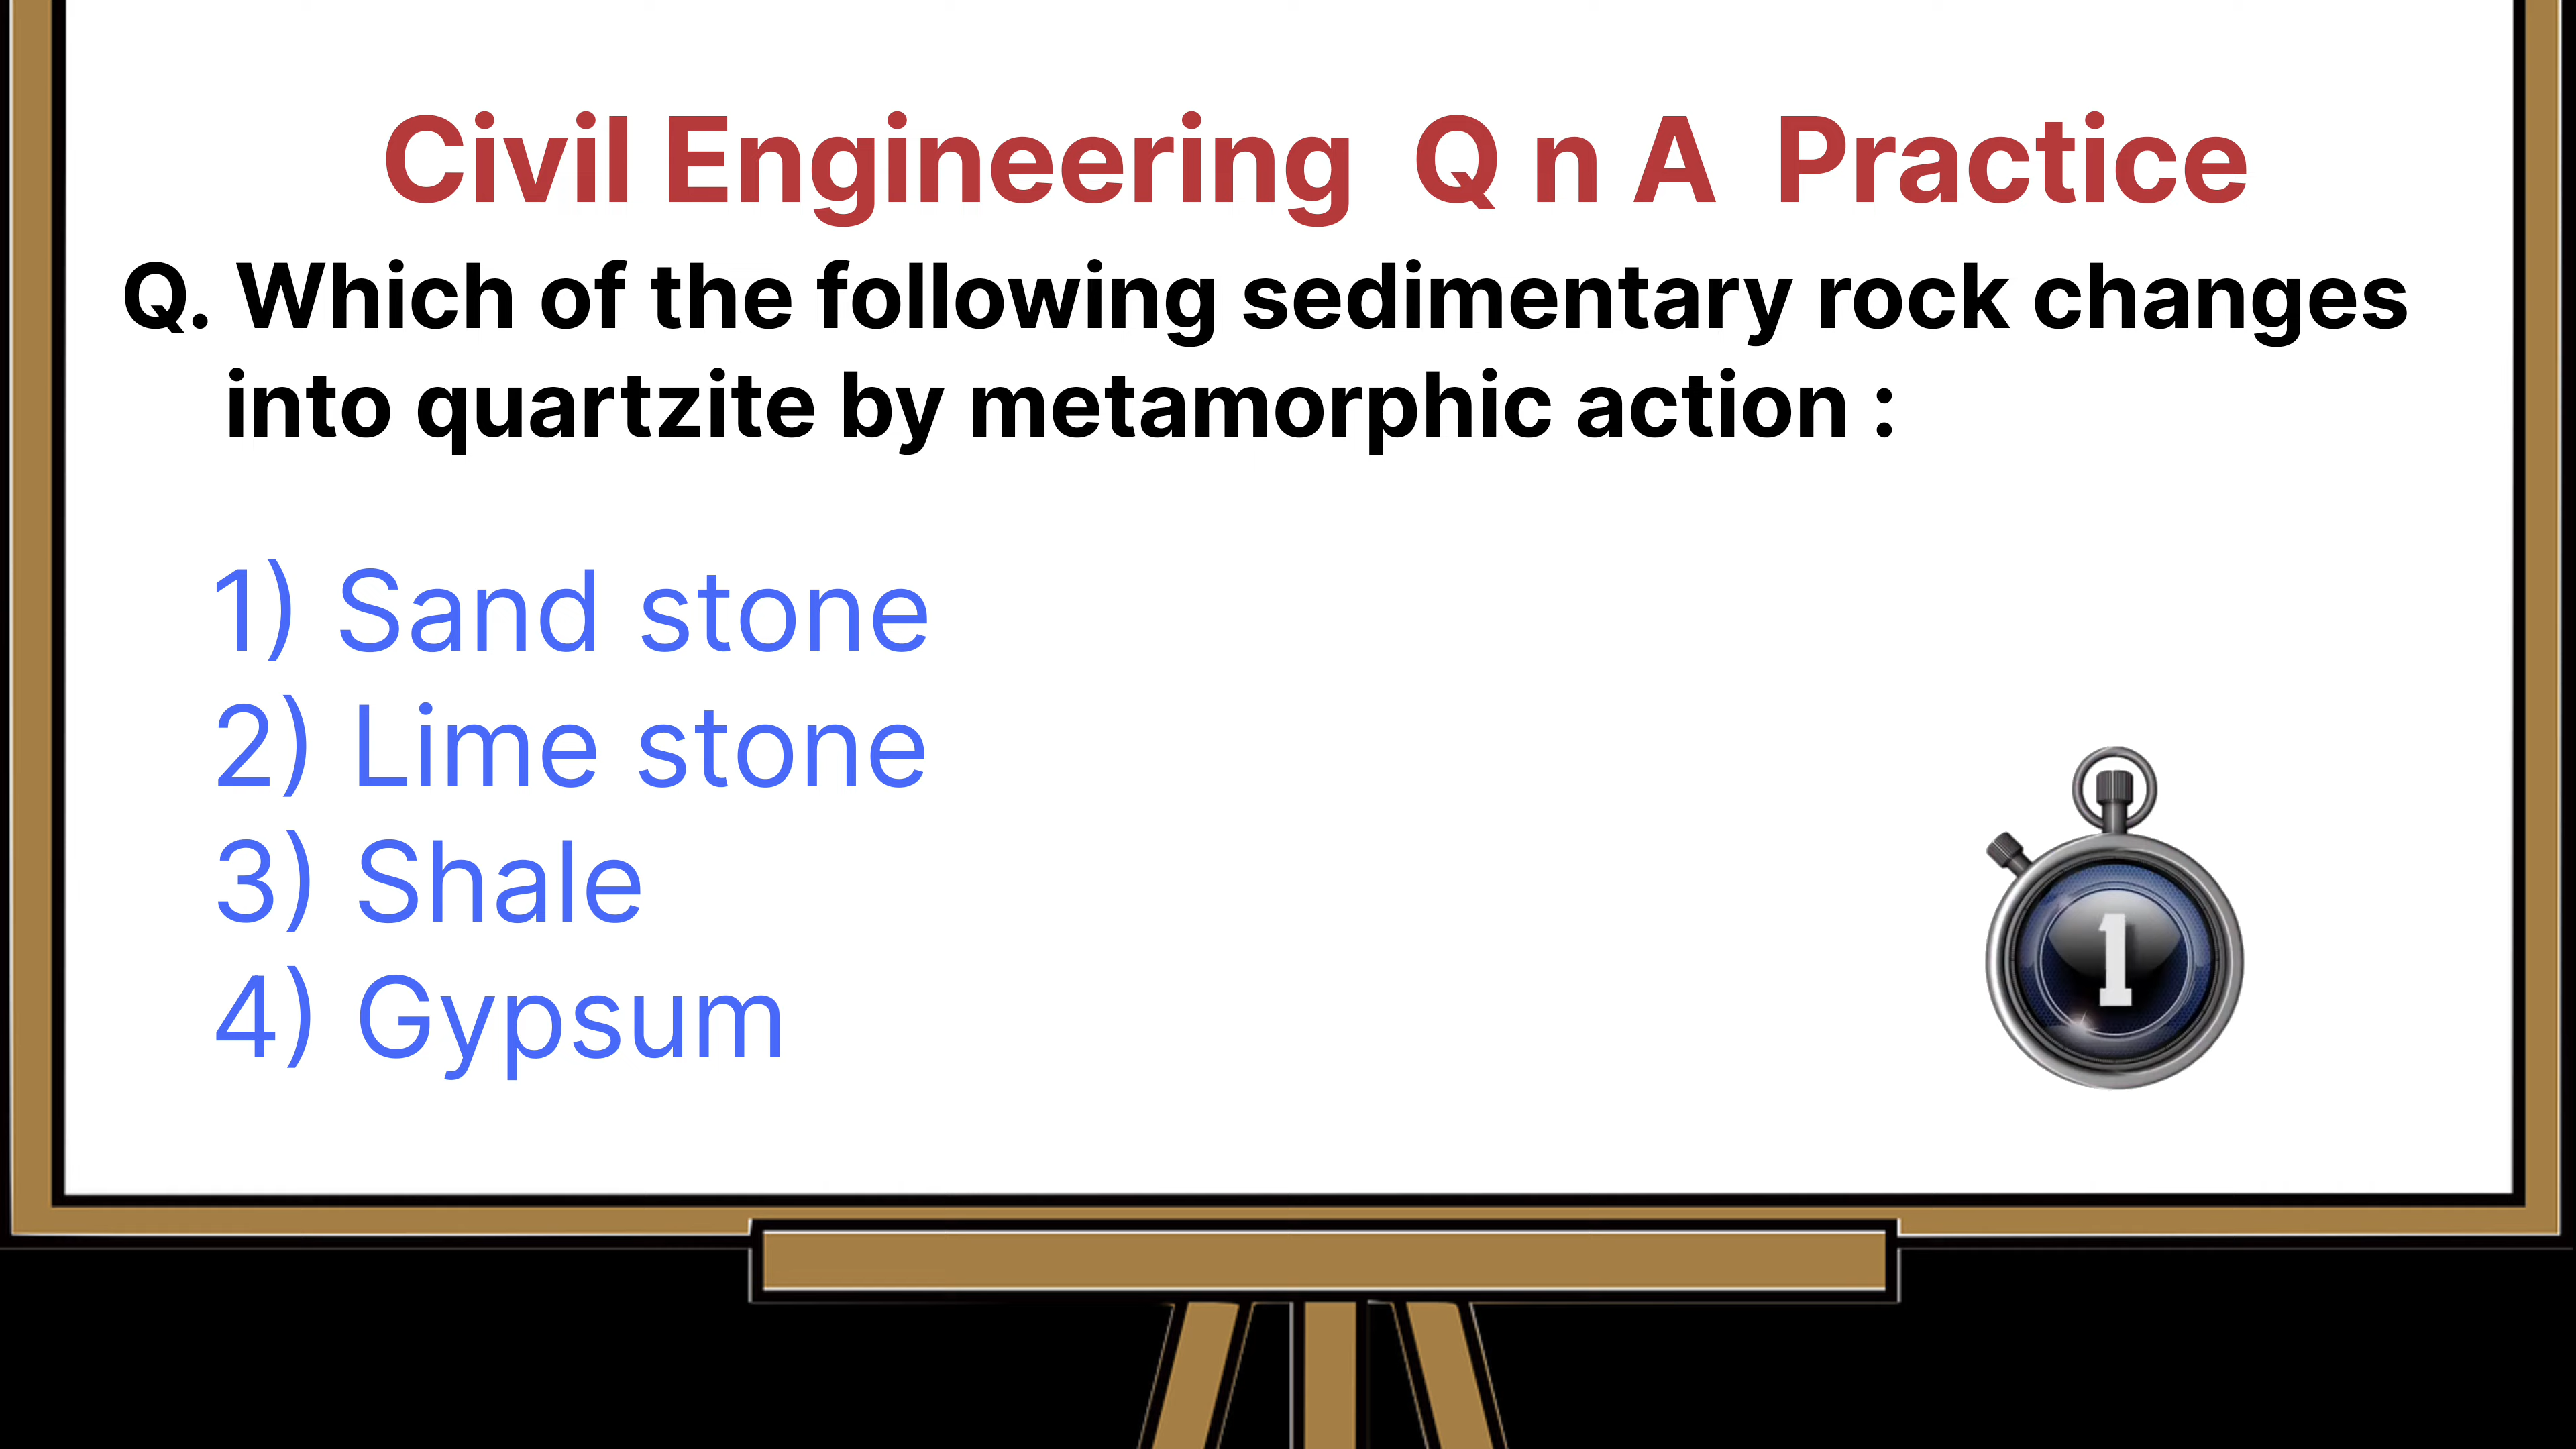 Civil Engineering Q n A Practice
Q. Which of the following sedimentary rock changes
into quartzite by metamorphic action :
1) Sand stone
2) Lime stone
3) Shale
4) Gypsum
1